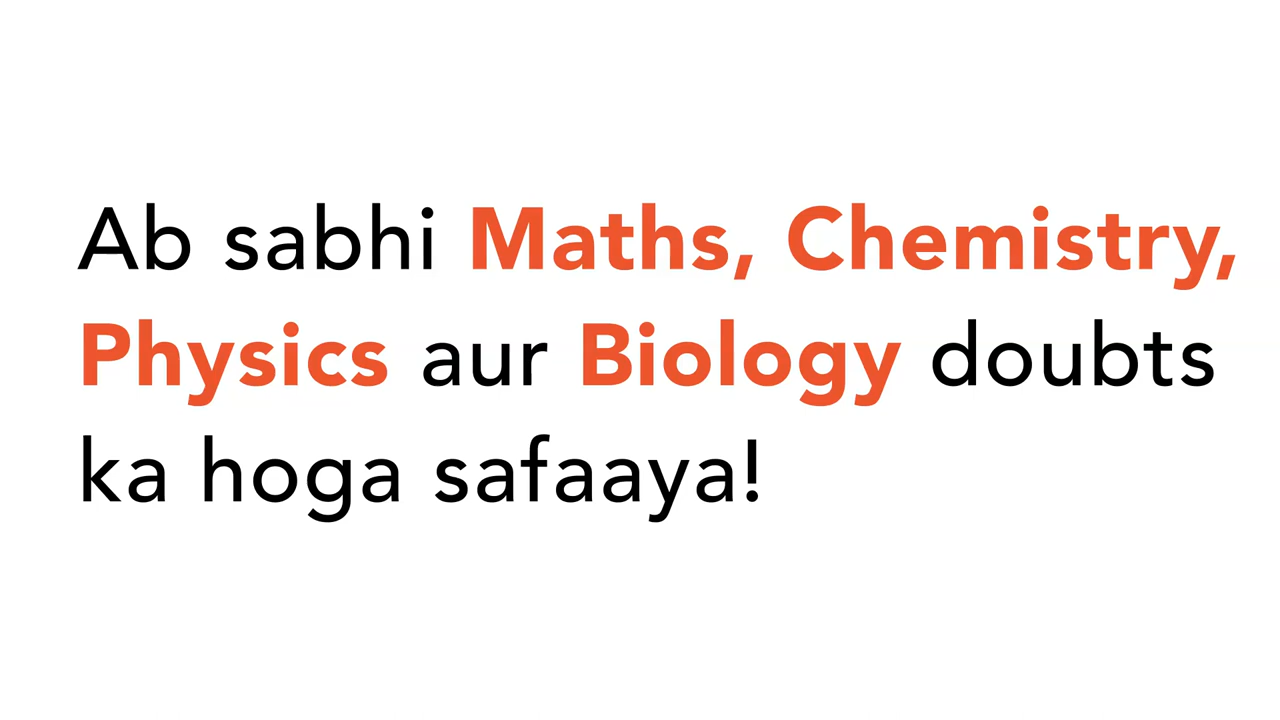 Ab sabhi Maths, Chemistry,
Physics aur Biology doubts
ka hoga safaaya!